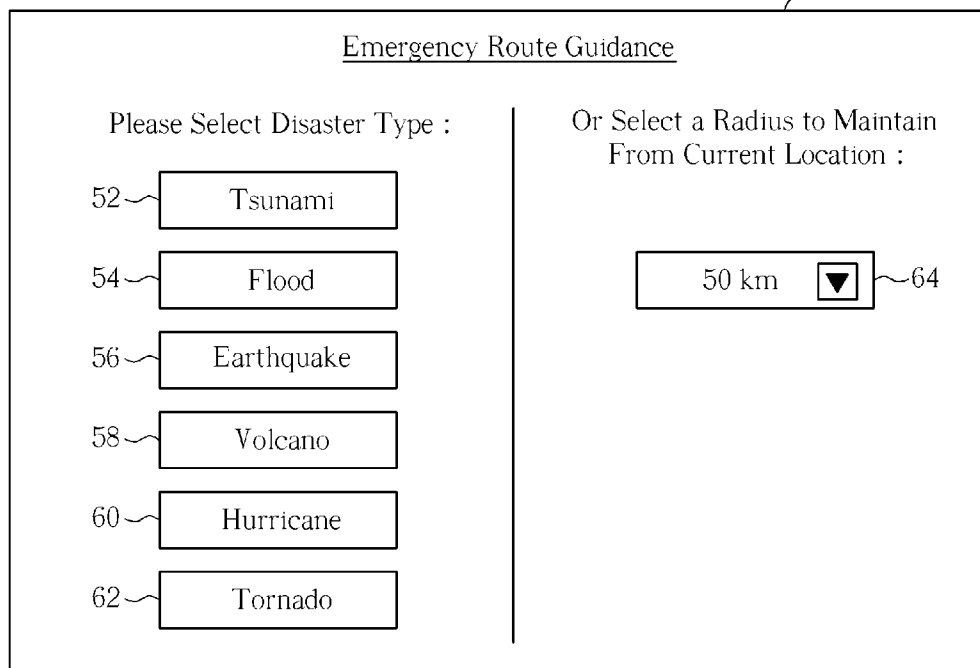 Emergency Route Guidance
Please Select Disaster Type :
52 Tsunami
54 Flood
56 Earthquake
58 Volcano
60 Hurricane
62 Tornado
Or Select a Radius to Maintain
From Current Location :
50 km 64